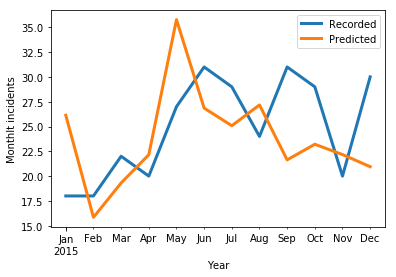 Recorded
Predicted
35.0
32.5
30.0
27.5
25.0
22.5
20.0
17.5
15.0
Monthlt incidents
Jan Feb Mar Apr May Jun Jul Aug Sep Oct Nov Dec
2015
Year